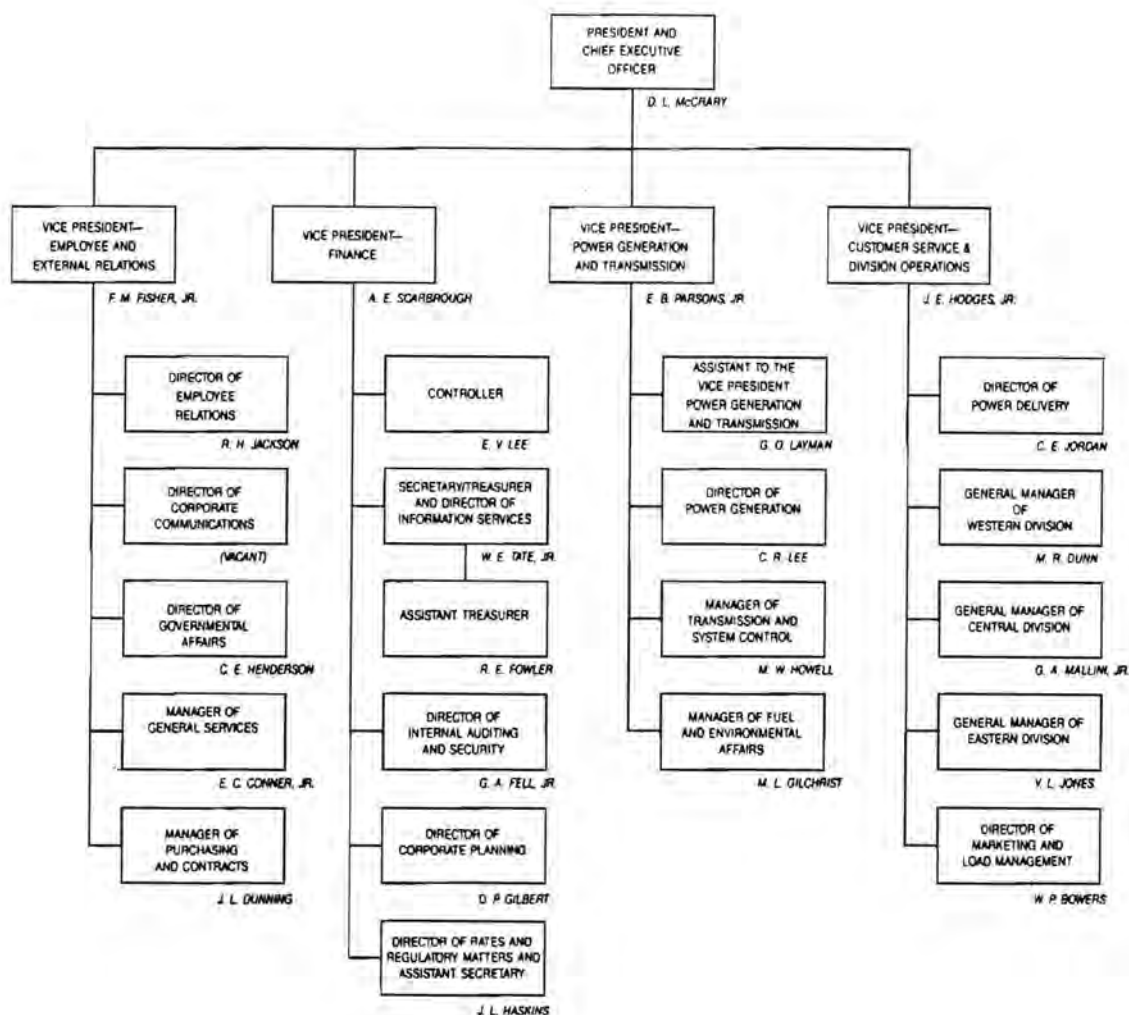 PRESIDENT AND
CHIEF EXECUTIVE
OFFICER
D. L. McCRARY
VICE PRESIDENT—
EMPLOYEE AND
EXTERNAL RELATIONS
F. M. FISHER, JR.
DIRECTOR OF
EMPLOYEE
RELATIONS
R. H. JACKSON
DIRECTOR OF
CORPORATE
COMMUNICATIONS
(VACANT)
DIRECTOR OF
GOVERNMENTAL
AFFAIRS
C. E. HENDERSON
MANAGER OF
GENERAL SERVICES
E. C. CONNER, JR.
MANAGER OF
PURCHASING
AND CONTRACTS
J. L. DUNNING
VICE PRESIDENT—
FINANCE
A. E. SCARBROUGH
CONTROLLER
E. V. LEE
SECRETARY/TREASURER
AND DIRECTOR OF
INFORMATION SERVICES
W. E. TATE, JR.
ASSISTANT TREASURER
R. E. FOWLER
DIRECTOR OF
INTERNAL AUDITING
AND SECURITY
G. A. FELL, JR.
DIRECTOR OF
CORPORATE PLANNING
D. P. GILBERT
DIRECTOR OF RATES AND
REGULATORY MATTERS AND
ASSISTANT SECRETARY
J. L. HASKINS
VICE PRESIDENT—
POWER GENERATION
AND TRANSMISSION
E. B. PARSONS, JR.
ASSISTANT TO THE
VICE PRESIDENT
POWER GENERATION
AND TRANSMISSION
G. O. LAYMAN
DIRECTOR OF
POWER GENERATION
C. R. LEE
MANAGER OF
TRANSMISSION AND
SYSTEM CONTROL
M. W. HOWELL
MANAGER OF FUEL
AND ENVIRONMENTAL
AFFAIRS
M. L. GILCHRIST
VICE PRESIDENT—
CUSTOMER SERVICE &
DIVISION OPERATIONS
J. E. HODGES, JR.
DIRECTOR OF
POWER DELIVERY
C. E. JORDAN
GENERAL MANAGER
OF
WESTERN DIVISION
M. R. DUNN
GENERAL MANAGER OF
CENTRAL DIVISION
G. A. MALLINI, JR.
GENERAL MANAGER OF
EASTERN DIVISION
V. L. JONES
DIRECTOR OF
MARKETING AND
LOAD MANAGEMENT
W. P. BOWERS